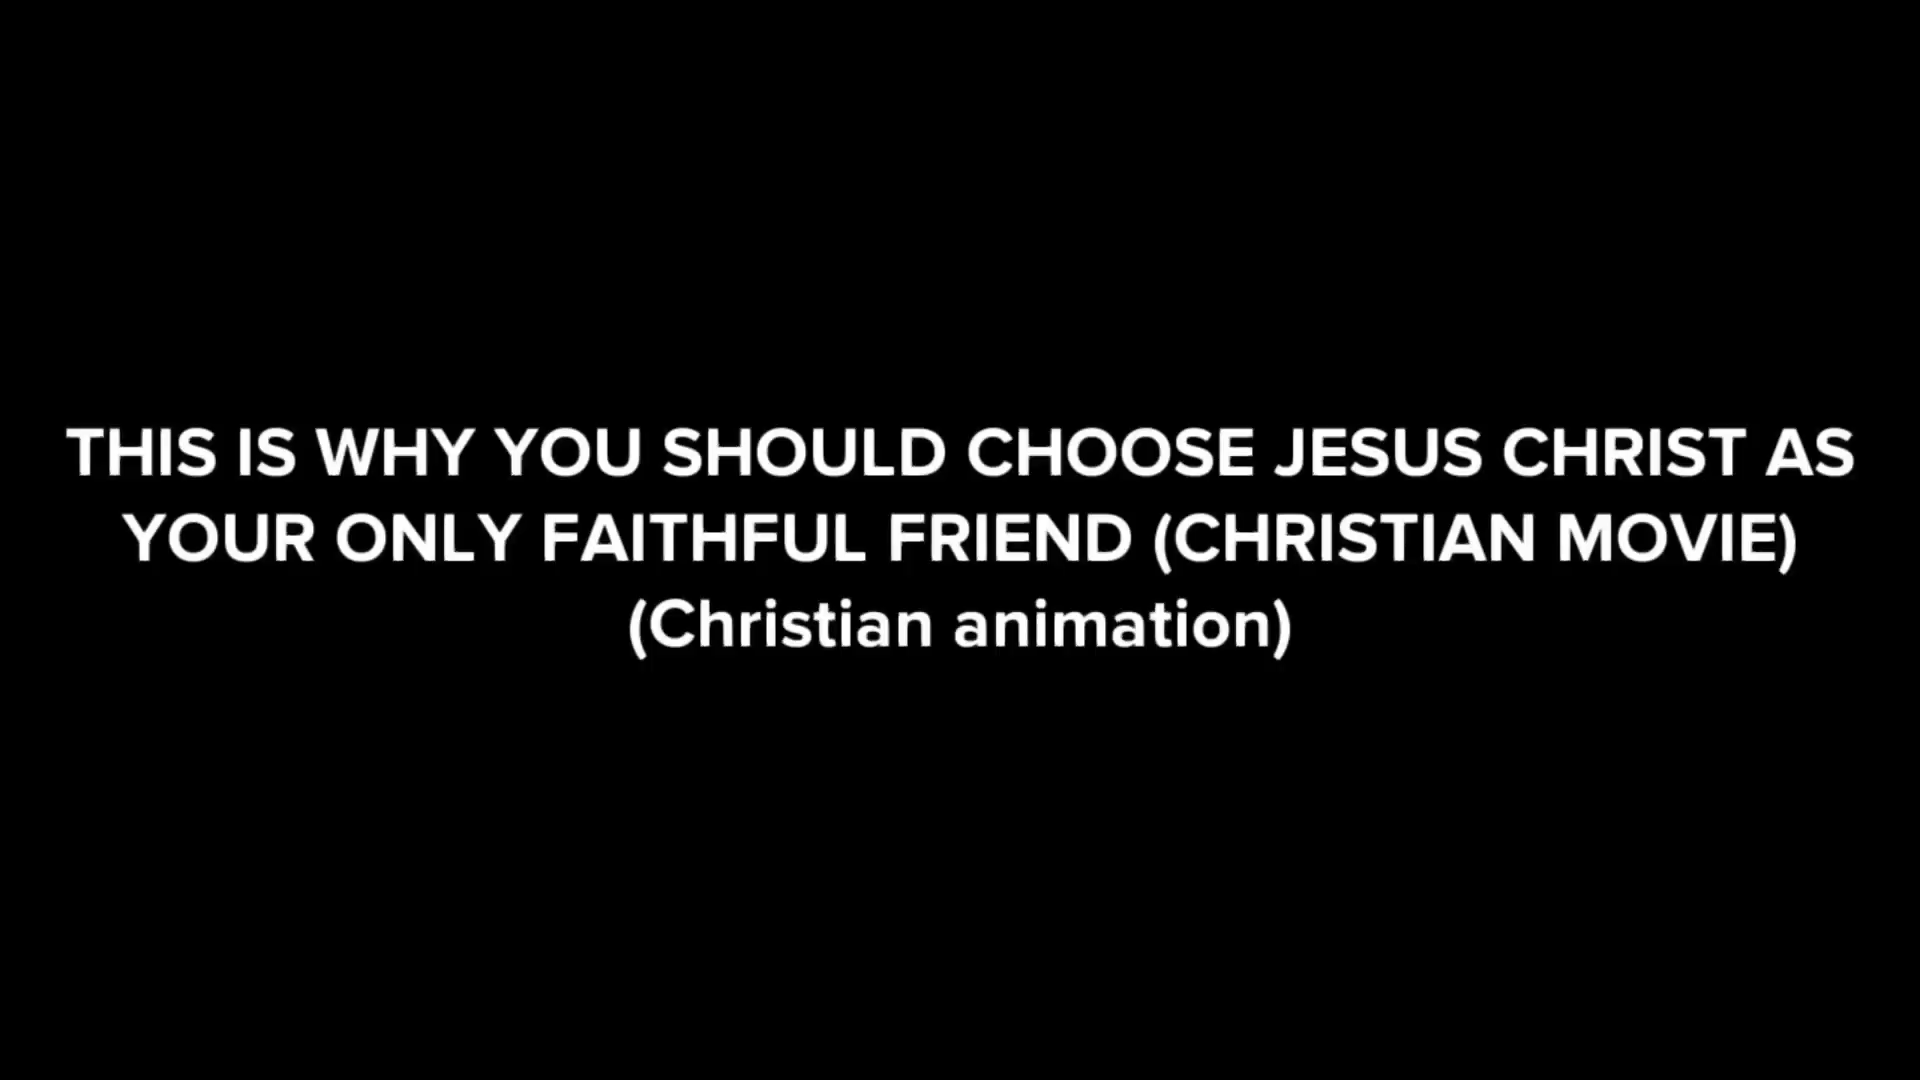 THIS IS WHY YOU SHOULD CHOOSE JESUS CHRIST AS
YOUR ONLY FAITHFUL FRIEND (CHRISTIAN MOVIE)
(Christian animation)